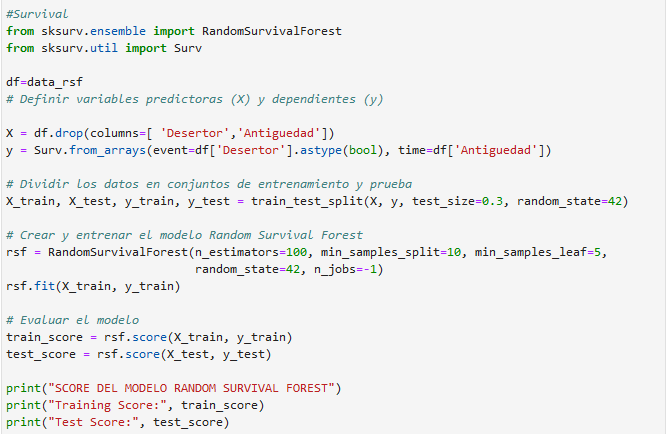 #Survival
from sksurv.ensemble import RandomSurvivalForest
from sksurv.util import Surv
df=data_rsf
# Definir variables predictoras (X) y dependientes (y)
X = df.drop(columns=[ 'Desertor','Antiguedad'])
y = Surv.from_arrays(event=df['Desertor'].astype(bool), time=df['Antiguedad'])
# Dividir los datos en conjuntos de entrenamiento y prueba
X_train, X_test, y_train, y_test = train_test_split(X, y, test_size=0.3, random_state=42)
# Crear y entrenar el modelo Random Survival Forest
rsf = RandomSurvivalForest(n_estimators=100, min_samples_split=10, min_samples_leaf=5,
random_state=42, n_jobs=-1)
rsf.fit(X_train, y_train)
# Evaluar el modelo
train_score = rsf.score(X_train, y_train)
test_score = rsf.score(X_test, y_test)
print("SCORE DEL MODELO RANDOM SURVIVAL FOREST")
print("Training Score:", train_score)
print("Test Score:", test_score)